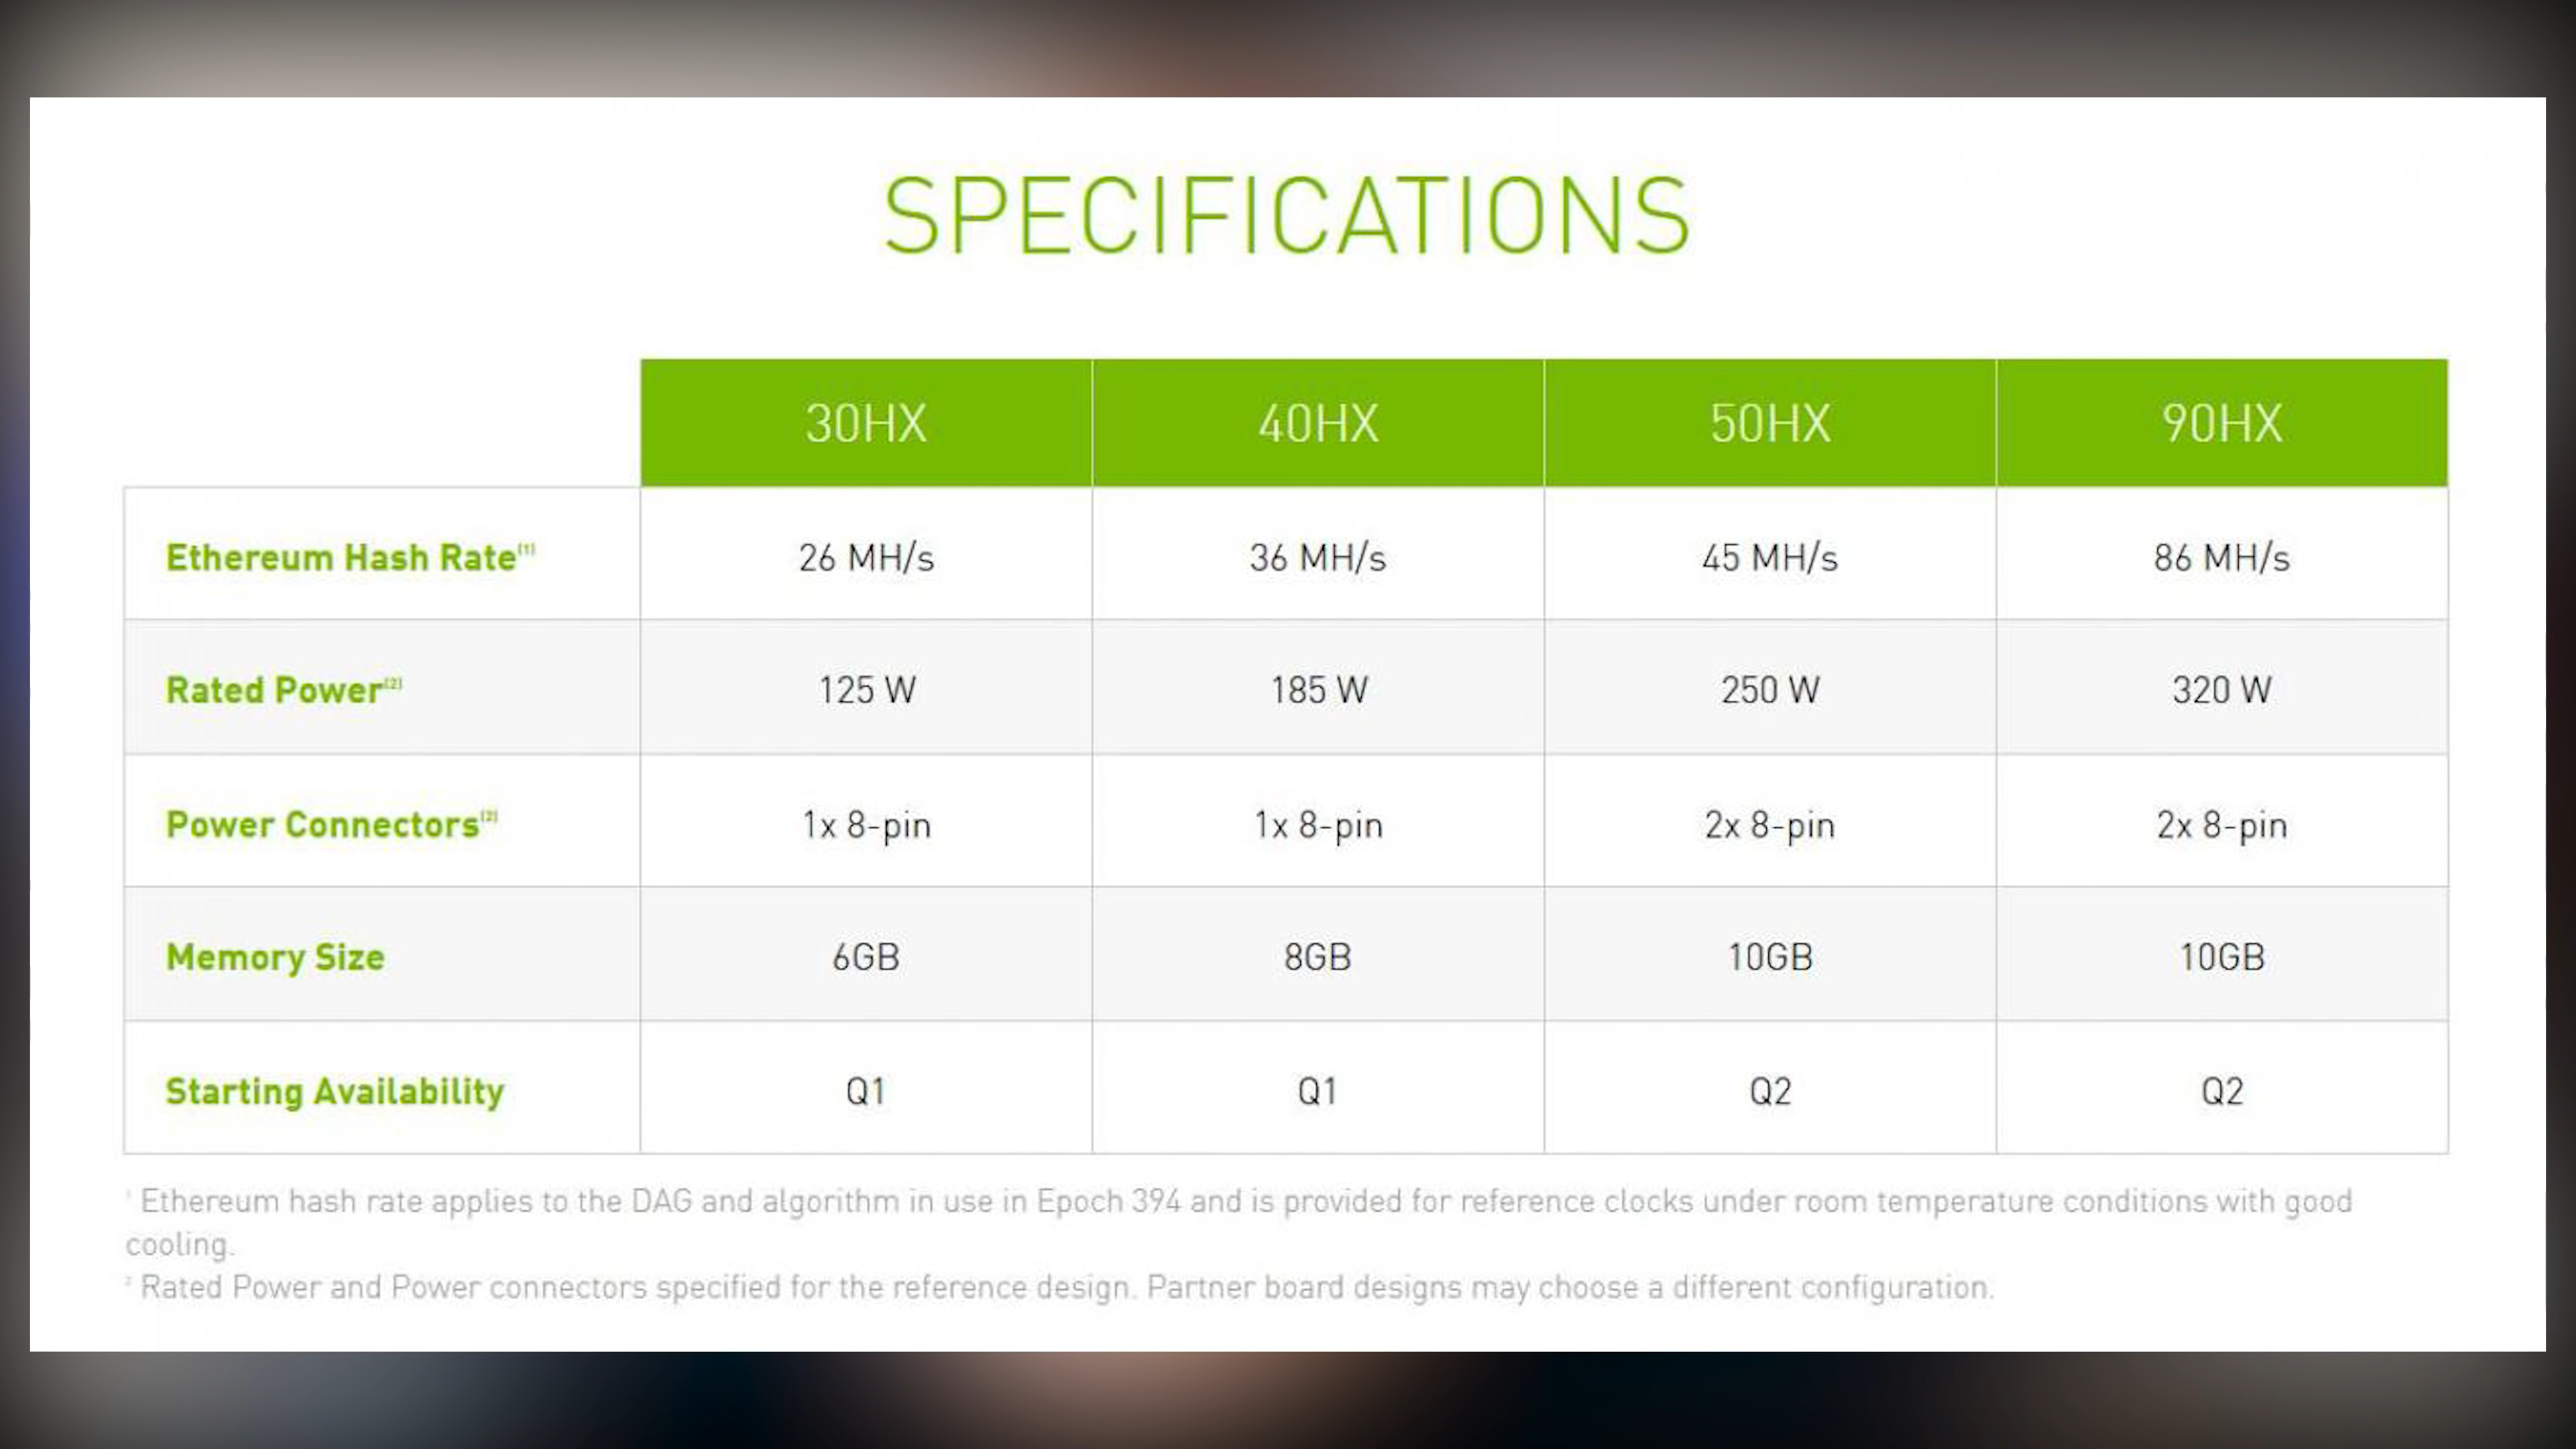 SPECIFICATIONS
30HX 40HX 50HX 90HX
Ethereum Hash Rate(1) 26 MH/s 36 MH/s 45 MH/s 86 MH/s
Rated Power(2) 125 W 185 W 250 W 320 W
Power Connectors(2) 1x 8-pin 1x 8-pin 2x 8-pin 2x 8-pin
Memory Size 6GB 8GB 10GB 10GB
Starting Availability Q1 Q1 Q2 Q2
1 Ethereum hash rate applies to the DAG and algorithm in use in Epoch 394 and is provided for reference clocks under room temperature conditions with good
cooling.
2 Rated Power and Power connectors specified for the reference design. Partner board designs may choose a different configuration.